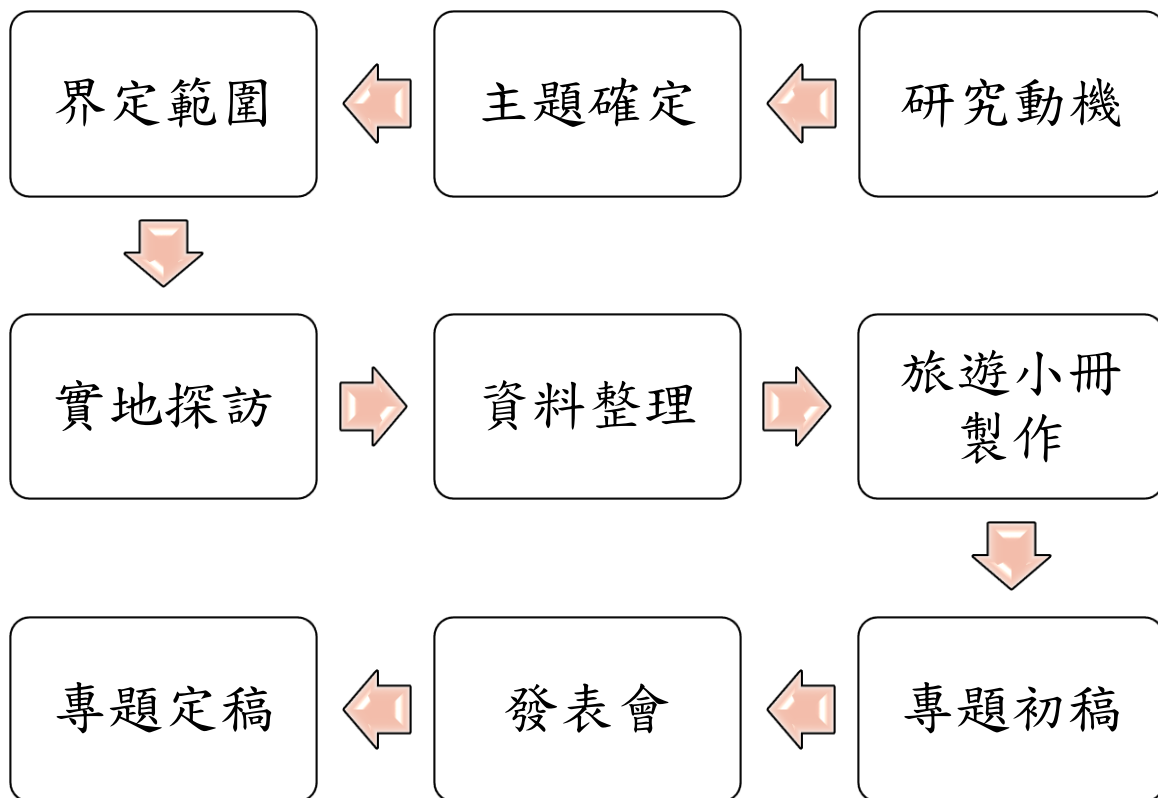 研究動機
主題確定
界定範圍
實地探訪
資料整理
旅遊小冊
製作
專題初稿
發表會
專題定稿